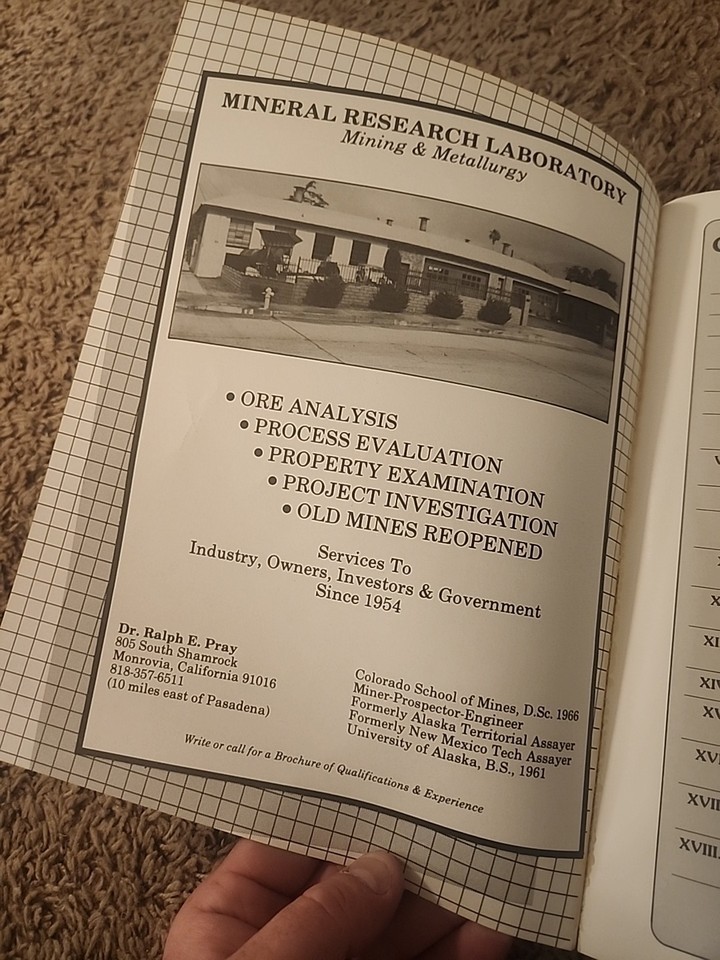 MINERAL RESEARCH LABORATORY
Mining & Metallurgy
• ORE ANALYSIS
• PROCESS EVALUATION
• PROPERTY EXAMINATION
• PROJECT INVESTIGATION
• OLD MINES REOPENED
Services To
Industry, Owners, Investors & Government
Since 1954
Dr. Ralph E. Pray
805 South Shamrock
Monrovia, California 91016
818-357-6511
(10 miles east of Pasadena)
Colorado School of Mines, D.Sc. 1966
Miner-Prospector-Engineer
Formerly Alaska Territorial Assayer
Formerly New Mexico Tech Assayer
University of Alaska, B.S., 1961
Write or call for a Brochure of Qualifications & Experience
XVIII.